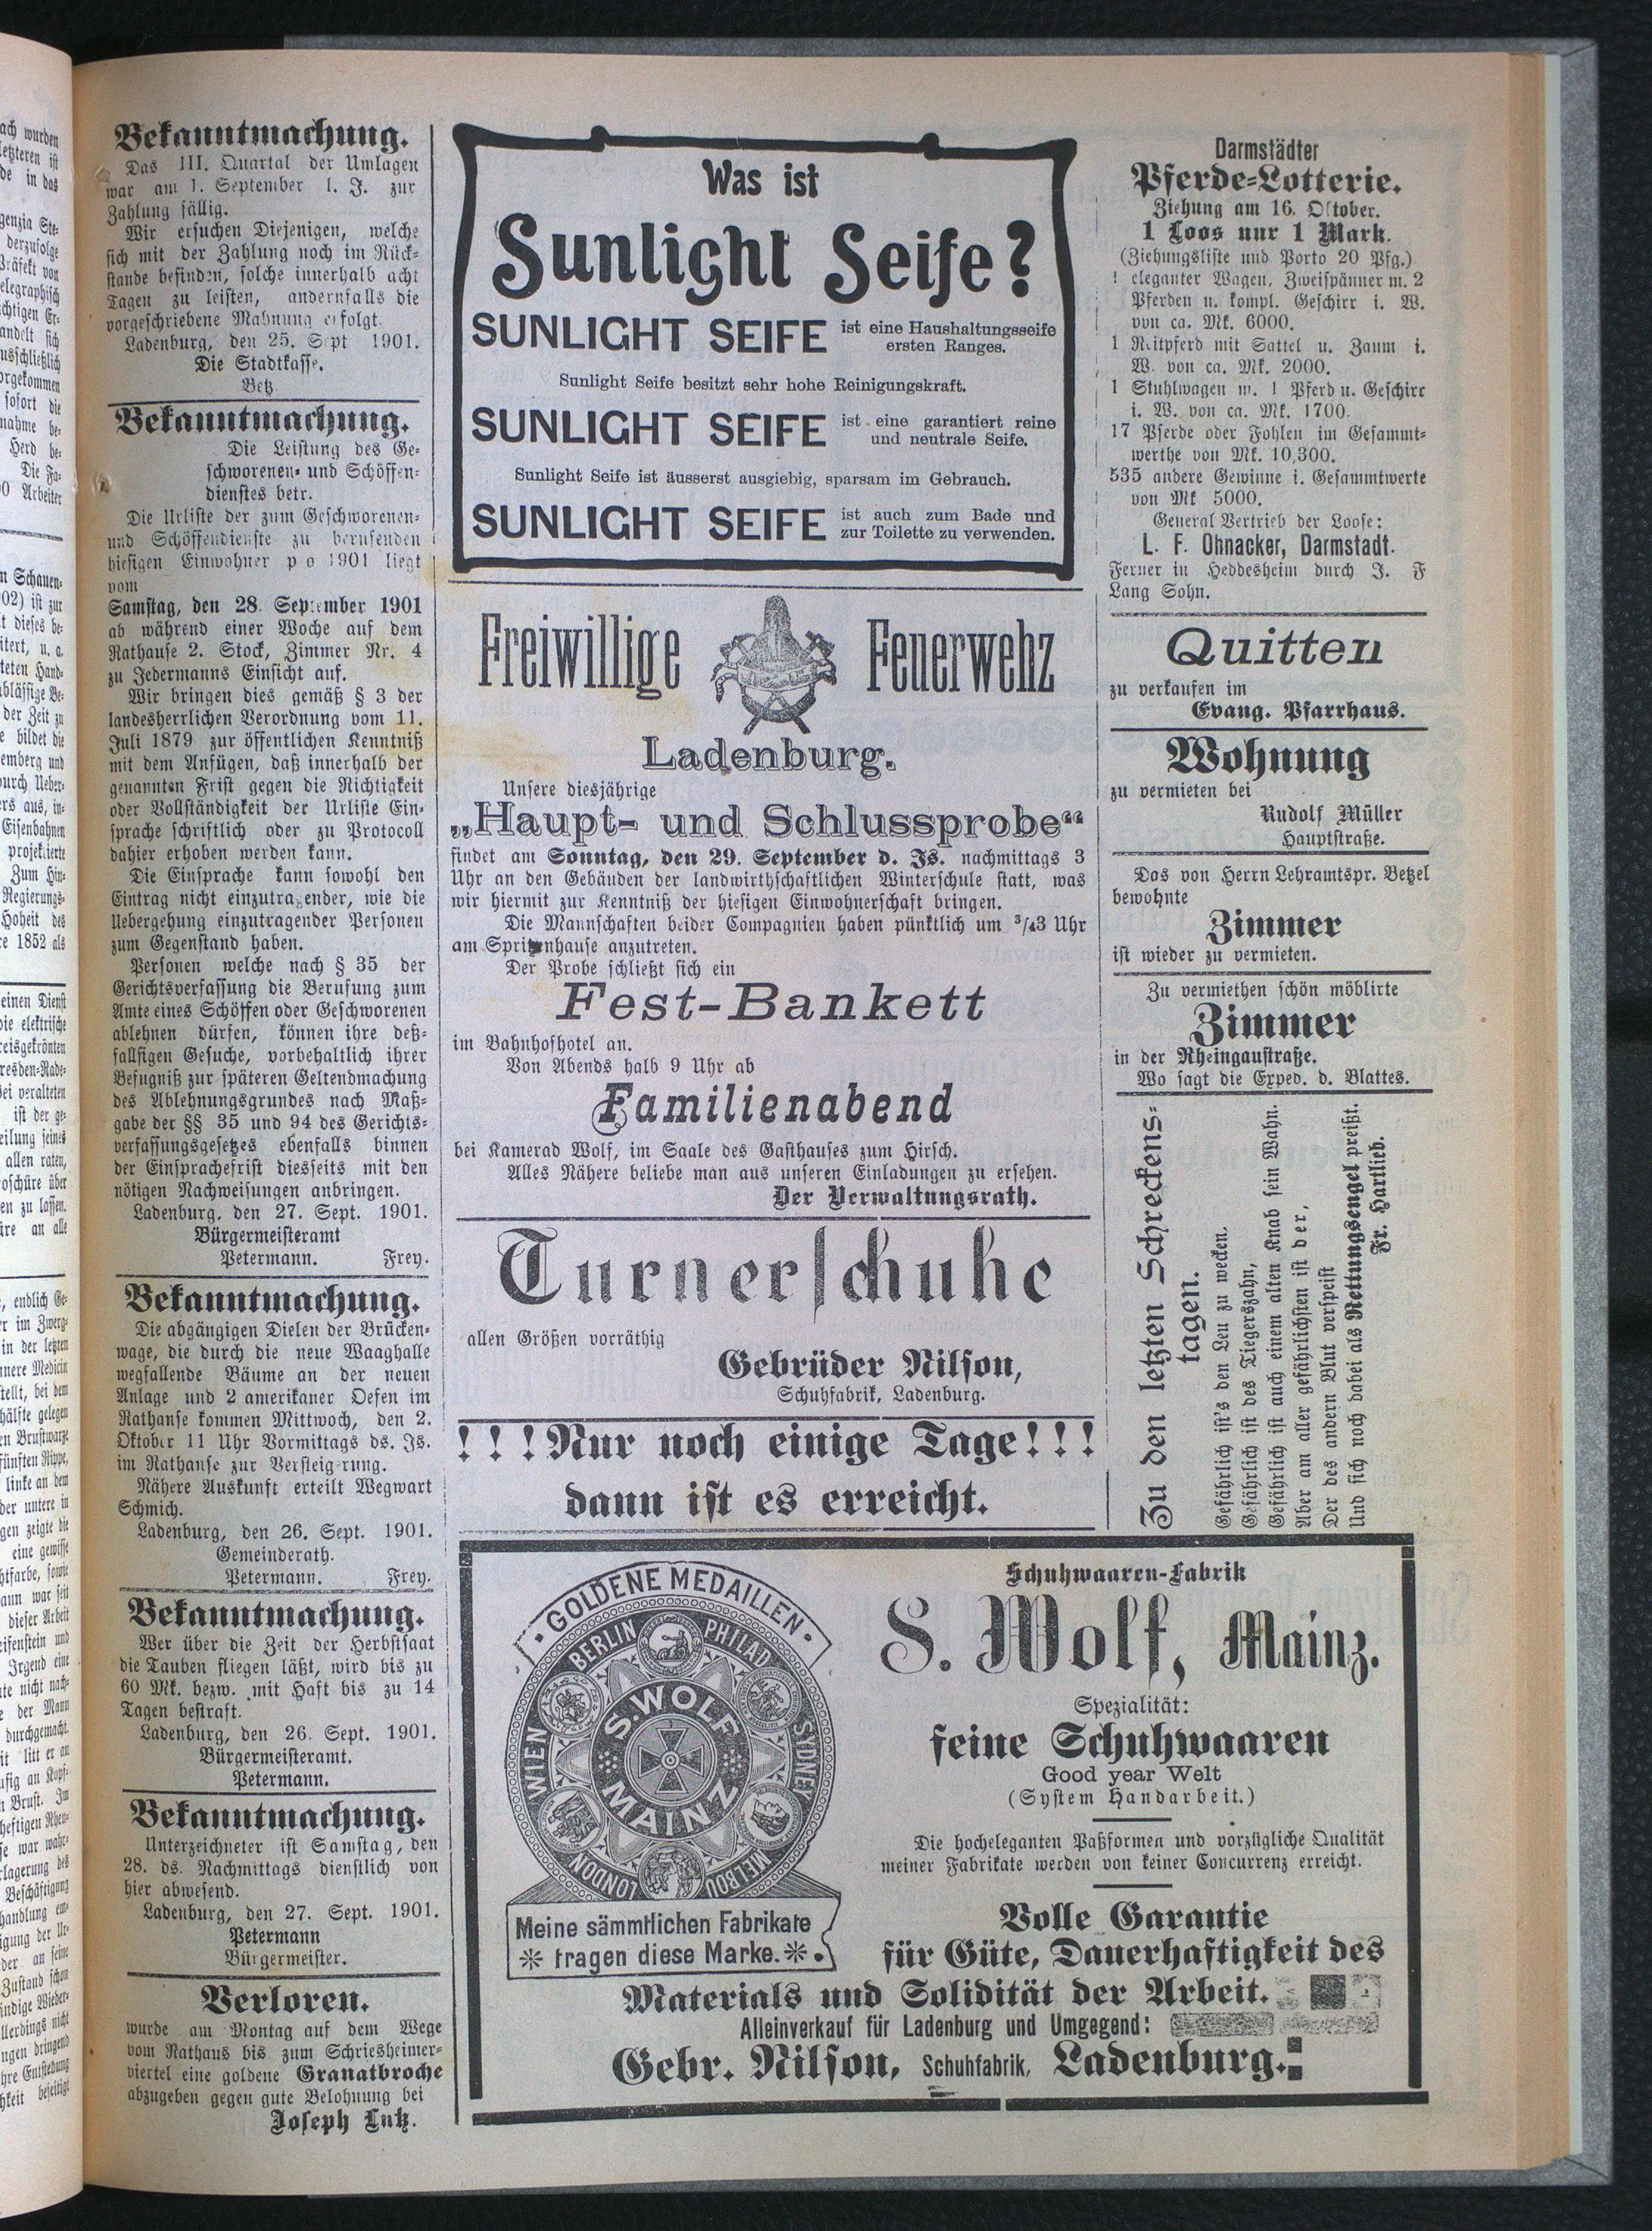 Bekanntmachung.
Das III. Quartal der Umlagen
war am 1. September l. J. zur
Zahlung fällig.
Wir ersuchen Diejenigen, welche
sich mit der Zahlung noch im Rück-
stande befinden, solche innerhalb acht
Tagen zu leisten, andernfalls die
vorgeschriebene Mahnung erfolgt.
Ladenburg, den 25. Sept 1901.
Die Stadtkasse.
Betz.
Bekanntmachung.
Die Leistung des Ge-
schworenen- und Schöffen-
dienstes betr.
Die Urliste der zum Geschworenen-
und Schöffendienste zu berufenden
hiesigen Einwohner p o 1901 liegt
vom
Samstag, den 28. September 1901
ab während einer Woche auf dem
Rathause 2. Stock, Zimmer Nr. 4
zu Jedermanns Einsicht auf.
Wir bringen dies gemäß § 3 der
landesherrlichen Verordnung vom 11.
Juli 1879 zur öffentlichen Kenntniß
mit dem Anfügen, daß innerhalb der
genannten Frist gegen die Richtigkeit
oder Vollständigkeit der Urliste Ein-
sprache schriftlich oder zu Protocoll
dahier erhoben werden kann.
Die Einsprache kann sowohl den
Eintrag nicht einzutragender, wie die
Uebergehung einzutragender Personen
zum Gegenstand haben.
Personen welche nach § 35 der
Gerichtsverfassung die Berufung zum
Amte eines Schöffen oder Geschworenen
ablehnen dürfen, können ihre deß-
fallsigen Gesuche, vorbehaltlich ihrer
Befugniß zur späteren Geltendmachung
des Ablehnungsgrundes nach Maß-
gabe der §§ 35 und 94 des Gerichts-
verfassungsgesetzes ebenfalls binnen
der Einsprachefrist diesseits mit den
nötigen Nachweisungen anbringen.
Ladenburg, den 27. Sept. 1901.
Bürgermeisteramt
Petermann. Frey.
Bekanntmachung.
Die abgängigen Dielen der Brücken-
wage, die durch die neue Waaghalle
wegfallende Bäume an der neuen
Anlage und 2 amerikaner Oefen im
Rathause kommen Mittwoch, den 2.
Oktober 11 Uhr Vormittags ds. Js.
im Rathause zur Versteigerung.
Nähere Auskunft erteilt Wegwart
Schmich.
Ladenburg, den 26. Sept. 1901.
Gemeinderath.
Petermann. Frey.
Bekanntmachung.
Wer über die Zeit der Herbstsaat
die Tauben fliegen läßt, wird bis zu
60 Mk. bezw. mit Haft bis zu 14
Tagen bestraft.
Ladenburg, den 26. Sept. 1901.
Bürgermeisteramt.
Petermann.
Bekanntmachung.
Unterzeichneter ist Samstag, den
28. ds. Nachmittags dienstlich von
hier abwesend.
Ladenburg, den 27. Sept. 1901.
Petermann
Bürgermeister.
Verloren.
wurde am Montag auf dem Wege
vom Rathaus bis zum Schriesheimer-
viertel eine goldene Granatbroche
abzugeben gegen gute Belohnung bei
Joseph Lutz.
Was ist
Sunlight Seife?
SUNLIGHT SEIFE ist eine Haushaltungsseife
ersten Ranges.
Sunlight Seife besitzt sehr hohe Reinigungskraft.
SUNLIGHT SEIFE ist eine garantiert reine
und neutrale Seife.
Sunlight Seife ist äusserst ausgiebig, sparsam im Gebrauch.
SUNLIGHT SEIFE ist auch zum Bade und
zur Toilette zu verwenden.
Freiwillige Feuerwehr
Ladenburg.
Unsere diesjährige
„Haupt- und Schlussprobe“
findet am Sonntag, den 29. September d. Js. nachmittags 3
Uhr an den Gebäuden der landwirthschaftlichen Winterschule statt, was
wir hiermit zur Kenntniß der hiesigen Einwohnerschaft bringen.
Die Mannschaften beider Compagnien haben pünktlich um 3/43 Uhr
am Spritzenhause anzutreten.
Der Probe schließt sich ein
Fest-Bankett
im Bahnhofhotel an.
Von Abends halb 9 Uhr ab
Familienabend
bei Kamerad Wolf, im Saale des Gasthauses zum Hirsch.
Alles Nähere beliebe man aus unseren Einladungen zu ersehen.
Der Verwaltungsrath.
Turnerschuhe
allen Größen vorräthig
Gebrüder Nilson,
Schuhfabrik, Ladenburg.
!!!Nur noch einige Tage!!!
dann ist es erreicht.
Darmstädter
Pferde-Lotterie.
Ziehung am 16. Oktober.
1 Loos nur 1 Mark.
(Ziehungsliste und Porto 20 Pfg.)
1 eleganter Wagen, Zweispänner m. 2
Pferden u. kompl. Geschirr i. W.
von ca. Mk. 6000.
1 Reitpferd mit Sattel u. Zaum i.
W. von ca. Mk. 2000.
1 Stuhlwagen m. 1 Pferd u. Geschirr
i. W. von ca. Mk. 1700.
17 Pferde oder Fohlen im Gesammt-
werthe von Mk. 10,300.
535 andere Gewinne i. Gesammtwerte
von Mk 5000.
General Vertrieb der Loose:
L. F. Ohnacker, Darmstadt.
Ferner in Heddesheim durch J. F
Lang Sohn.
Quitten
zu verkaufen im
Evang. Pfarrhaus.
Wohnung
zu vermieten bei
Rudolf Müller
Hauptstraße.
Das von Herrn Lehramtspr. Betzel
bewohnte
Zimmer
ist wieder zu vermieten.
Zu vermiethen schön möblirte
Zimmer
in der Rheingaustraße.
Wo sagt die Exped. d. Blattes.
Zu den letzten Schreckens-
tagen.
Gefährlich ist's den Leu zu wecken.
Gefährlich ist des Tiegerszahn,
Gefährlich ist auch einem alten Knab sein Wahn.
Aber am aller gefährlichsten ist der,
Der des andern Blut verspeist
Und sich noch dabei als Rettungsengel preißt.
Fr. Hartlieb.
GOLDENE MEDAILLEN
BERLIN PHILAD
WIEN SYDNEY
LONDON MELBOU
S. WOLF
MAINZ
Meine sämmtlichen Fabrikate
tragen diese Marke.
Schuhwaaren-Fabrik
S. Wolf, Mainz.
Spezialität:
feine Schuhwaaren
Good year Welt
(System Handarbeit.)
Die hocheleganten Paßformen und vorzügliche Qualität
meiner Fabrikate werden von keiner Concurrenz erreicht.
Volle Garantie
für Güte, Dauerhaftigkeit des
Materials und Solidität der Arbeit.
Alleinverkauf für Ladenburg und Umgegend:
Gebr. Nilson, Schuhfabrik, Ladenburg.